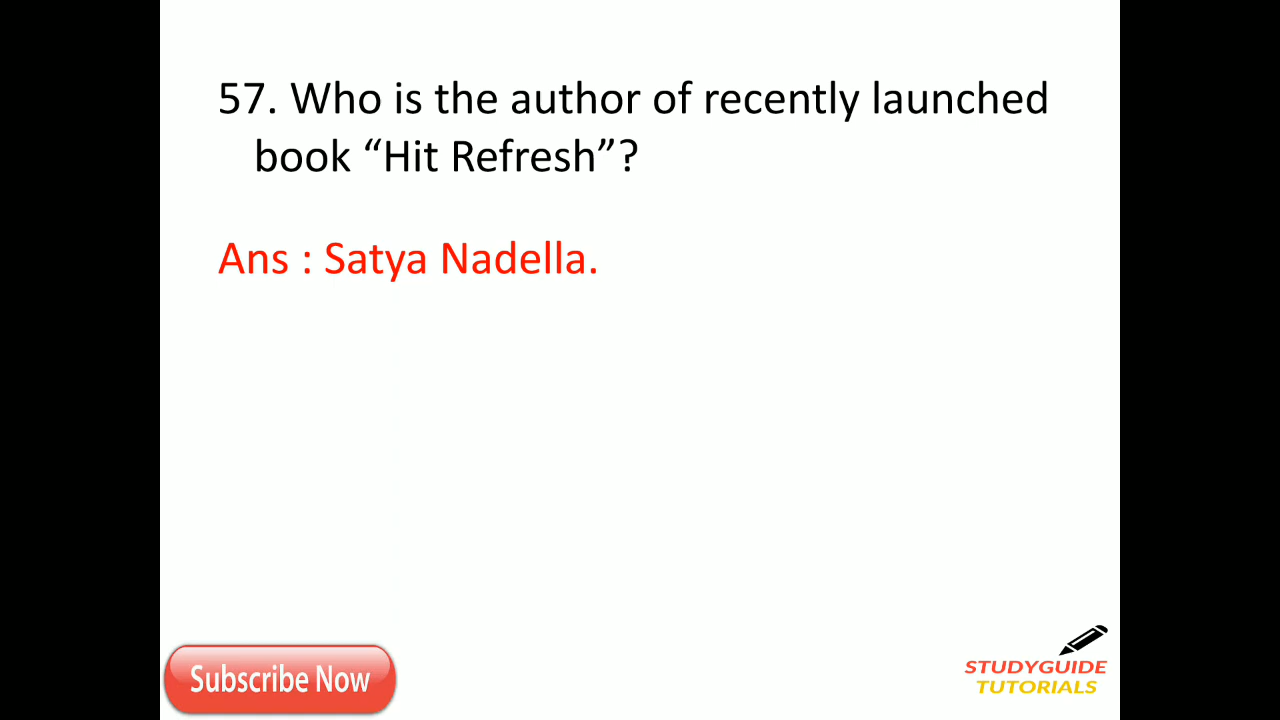 57. Who is the author of recently launched
book “Hit Refresh”?
Ans : Satya Nadella.
Subscribe Now
STUDYGUIDE
TUTORIALS